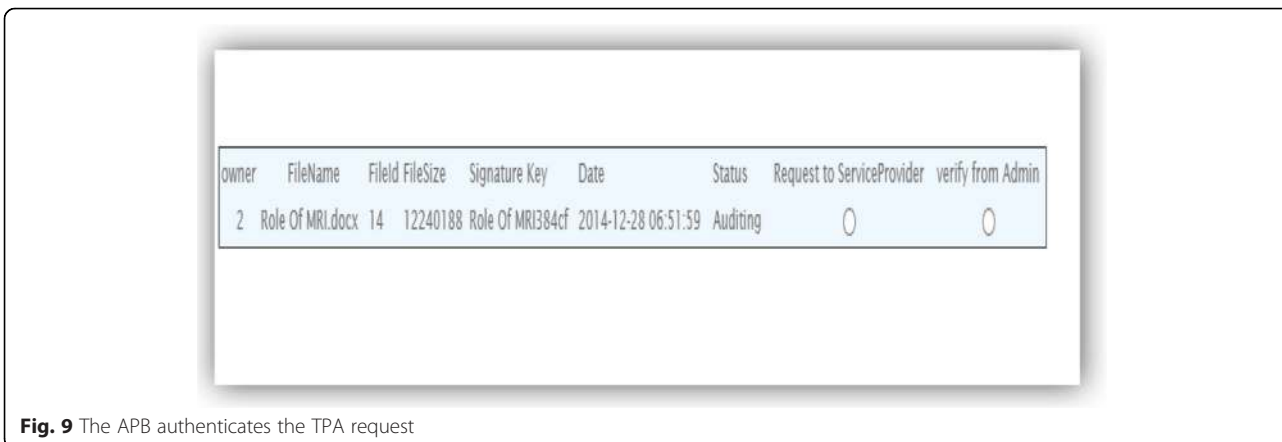 owner FileName FileId FileSize Signature Key Date Status Request to ServiceProvider verify from Admin
2 Role Of MRI.docx 14 12240188 Role Of MRI384cf 2014-12-28 06:51:59 Auditing
Fig. 9 The APB authenticates the TPA request